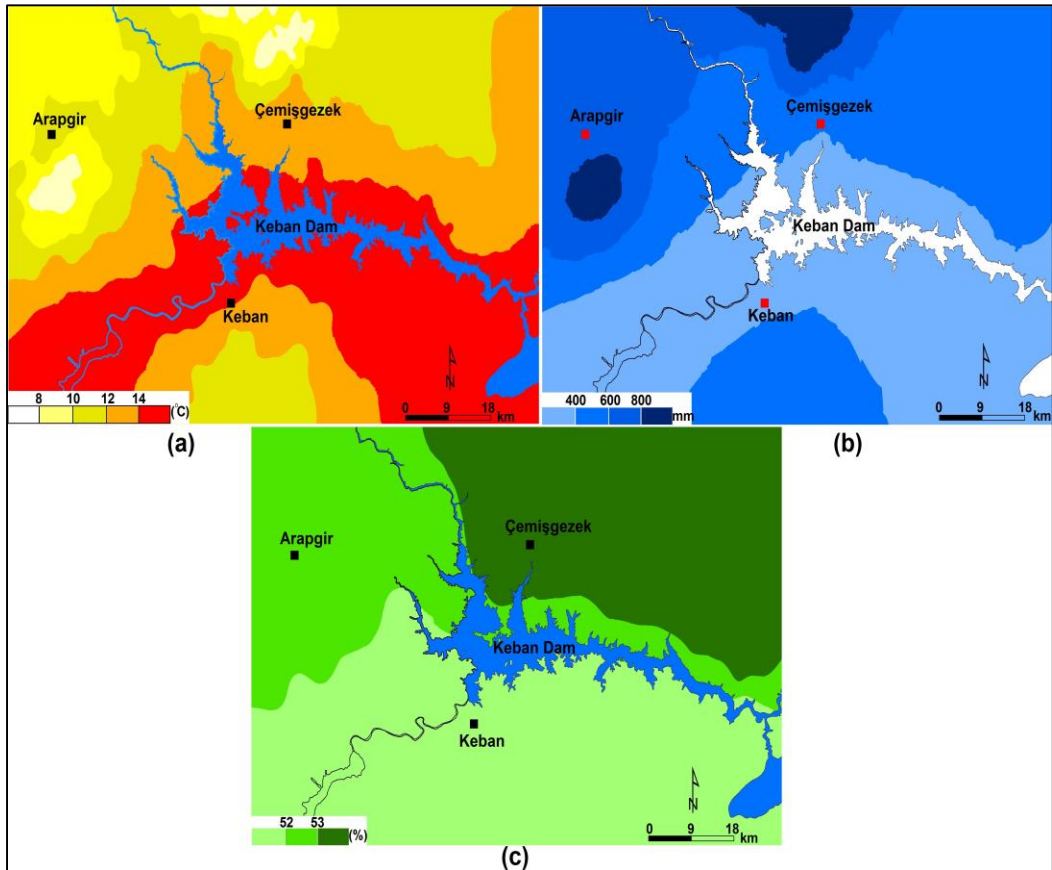 Arapgir
Çemişgezek
Keban Dam
Keban
N
8 10 12 14 (°C)
0 9 18 km
(a)
Arapgir
Çemişgezek
Keban Dam
Keban
N
400 600 800 mm
0 9 18 km
(b)
Arapgir
Çemişgezek
Keban Dam
Keban
N
52 53 (%)
0 9 18 km
(c)